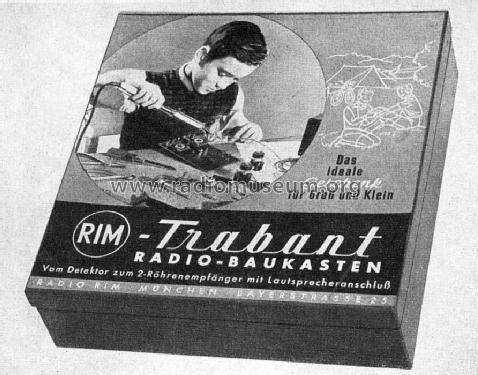 Das
ideale
Geschenk
für Groß und Klein
www.radiomuseum.org
RIM
-Trabant
RADIO-BAUKASTEN
Vom Detektor zum 2-Röhrenempfänger mit Lautsprecheranschluß
RADIO-RIM · MÜNCHEN · BAYERSTRASSE 25